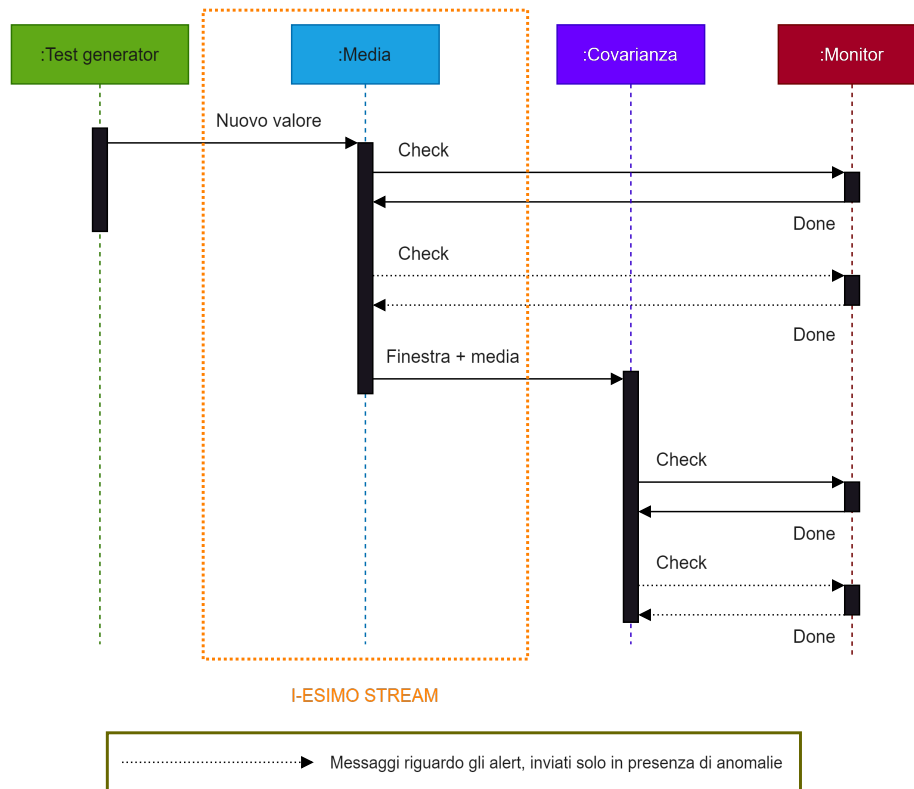 :Test generator
:Media
:Covarianza
:Monitor
Nuovo valore
Check
Done
Check
Done
Finestra + media
Check
Done
Check
Done
I-ESIMO STREAM
Messaggi riguardo gli alert, inviati solo in presenza di anomalie